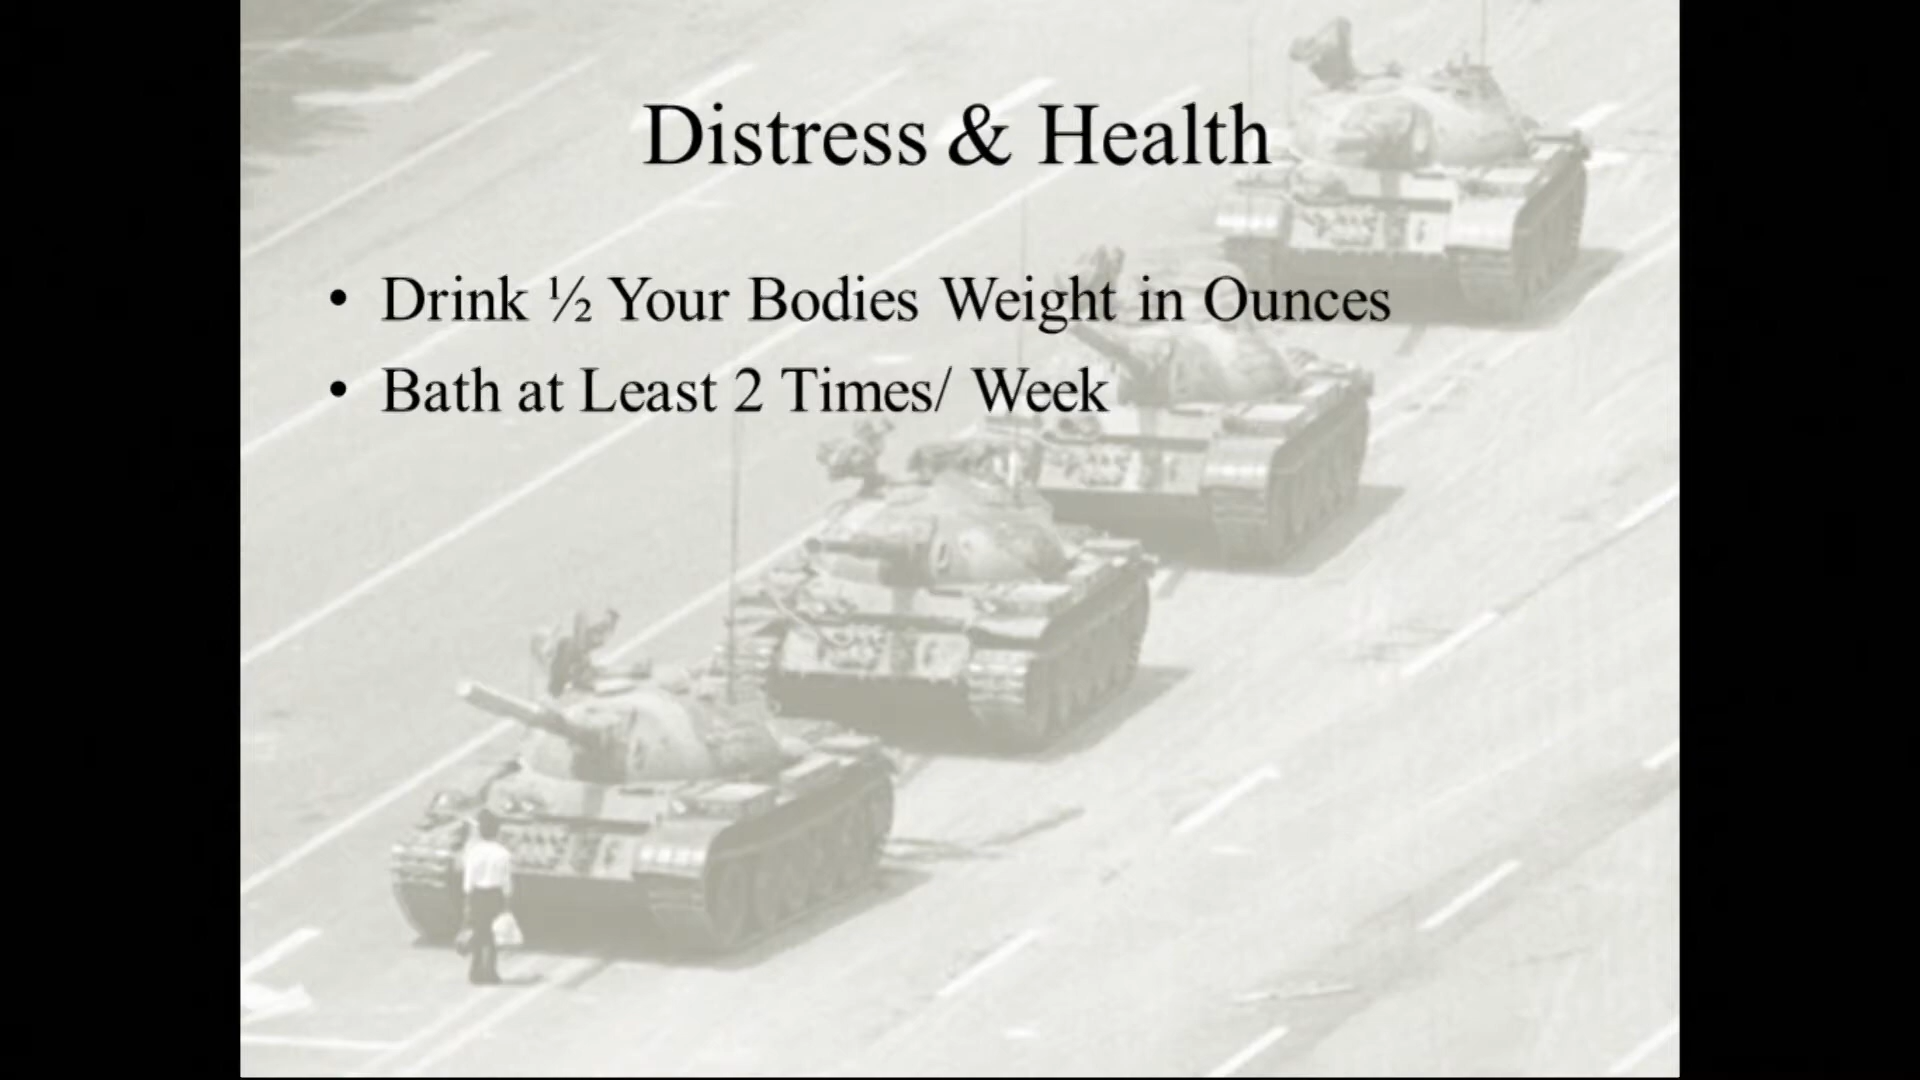 Distress & Health
• Drink ½ Your Bodies Weight in Ounces
• Bath at Least 2 Times/ Week